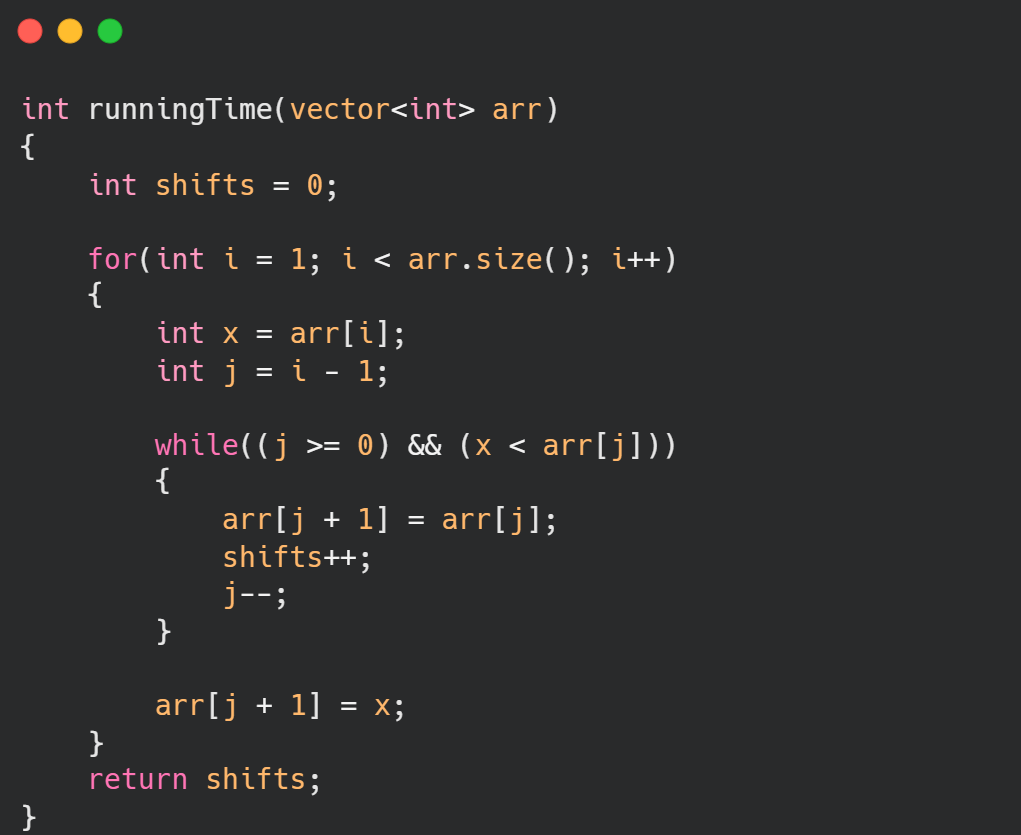 int runningTime(vector<int> arr)
{
    int shifts = 0;

    for(int i = 1; i < arr.size(); i++)
    {
        int x = arr[i];
        int j = i - 1;

        while((j >= 0) && (x < arr[j]))
        {
            arr[j + 1] = arr[j];
            shifts++;
            j--;
        }

        arr[j + 1] = x;
    }
    return shifts;
}